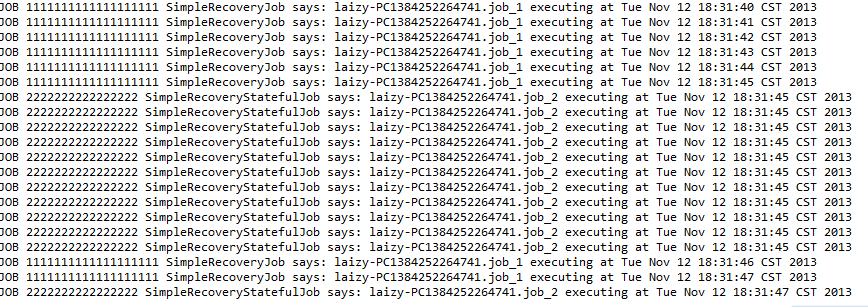 JOB 1111111111111111111 SimpleRecoveryJob says: laizy-PC1384252264741.job_1 executing at Tue Nov 12 18:31:40 CST 2013
JOB 1111111111111111111 SimpleRecoveryJob says: laizy-PC1384252264741.job_1 executing at Tue Nov 12 18:31:41 CST 2013
JOB 1111111111111111111 SimpleRecoveryJob says: laizy-PC1384252264741.job_1 executing at Tue Nov 12 18:31:42 CST 2013
JOB 1111111111111111111 SimpleRecoveryJob says: laizy-PC1384252264741.job_1 executing at Tue Nov 12 18:31:43 CST 2013
JOB 1111111111111111111 SimpleRecoveryJob says: laizy-PC1384252264741.job_1 executing at Tue Nov 12 18:31:44 CST 2013
JOB 1111111111111111111 SimpleRecoveryJob says: laizy-PC1384252264741.job_1 executing at Tue Nov 12 18:31:45 CST 2013
JOB 2222222222222222 SimpleRecoveryStatefulJob says: laizy-PC1384252264741.job_2 executing at Tue Nov 12 18:31:45 CST 2013
JOB 2222222222222222 SimpleRecoveryStatefulJob says: laizy-PC1384252264741.job_2 executing at Tue Nov 12 18:31:45 CST 2013
JOB 2222222222222222 SimpleRecoveryStatefulJob says: laizy-PC1384252264741.job_2 executing at Tue Nov 12 18:31:45 CST 2013
JOB 2222222222222222 SimpleRecoveryStatefulJob says: laizy-PC1384252264741.job_2 executing at Tue Nov 12 18:31:45 CST 2013
JOB 2222222222222222 SimpleRecoveryStatefulJob says: laizy-PC1384252264741.job_2 executing at Tue Nov 12 18:31:45 CST 2013
JOB 2222222222222222 SimpleRecoveryStatefulJob says: laizy-PC1384252264741.job_2 executing at Tue Nov 12 18:31:45 CST 2013
JOB 2222222222222222 SimpleRecoveryStatefulJob says: laizy-PC1384252264741.job_2 executing at Tue Nov 12 18:31:45 CST 2013
JOB 2222222222222222 SimpleRecoveryStatefulJob says: laizy-PC1384252264741.job_2 executing at Tue Nov 12 18:31:45 CST 2013
JOB 2222222222222222 SimpleRecoveryStatefulJob says: laizy-PC1384252264741.job_2 executing at Tue Nov 12 18:31:45 CST 2013
JOB 2222222222222222 SimpleRecoveryStatefulJob says: laizy-PC1384252264741.job_2 executing at Tue Nov 12 18:31:45 CST 2013
JOB 2222222222222222 SimpleRecoveryStatefulJob says: laizy-PC1384252264741.job_2 executing at Tue Nov 12 18:31:45 CST 2013
JOB 1111111111111111111 SimpleRecoveryJob says: laizy-PC1384252264741.job_1 executing at Tue Nov 12 18:31:46 CST 2013
JOB 1111111111111111111 SimpleRecoveryJob says: laizy-PC1384252264741.job_1 executing at Tue Nov 12 18:31:47 CST 2013
JOB 2222222222222222 SimpleRecoveryStatefulJob says: laizy-PC1384252264741.job_2 executing at Tue Nov 12 18:31:47 CST 2013